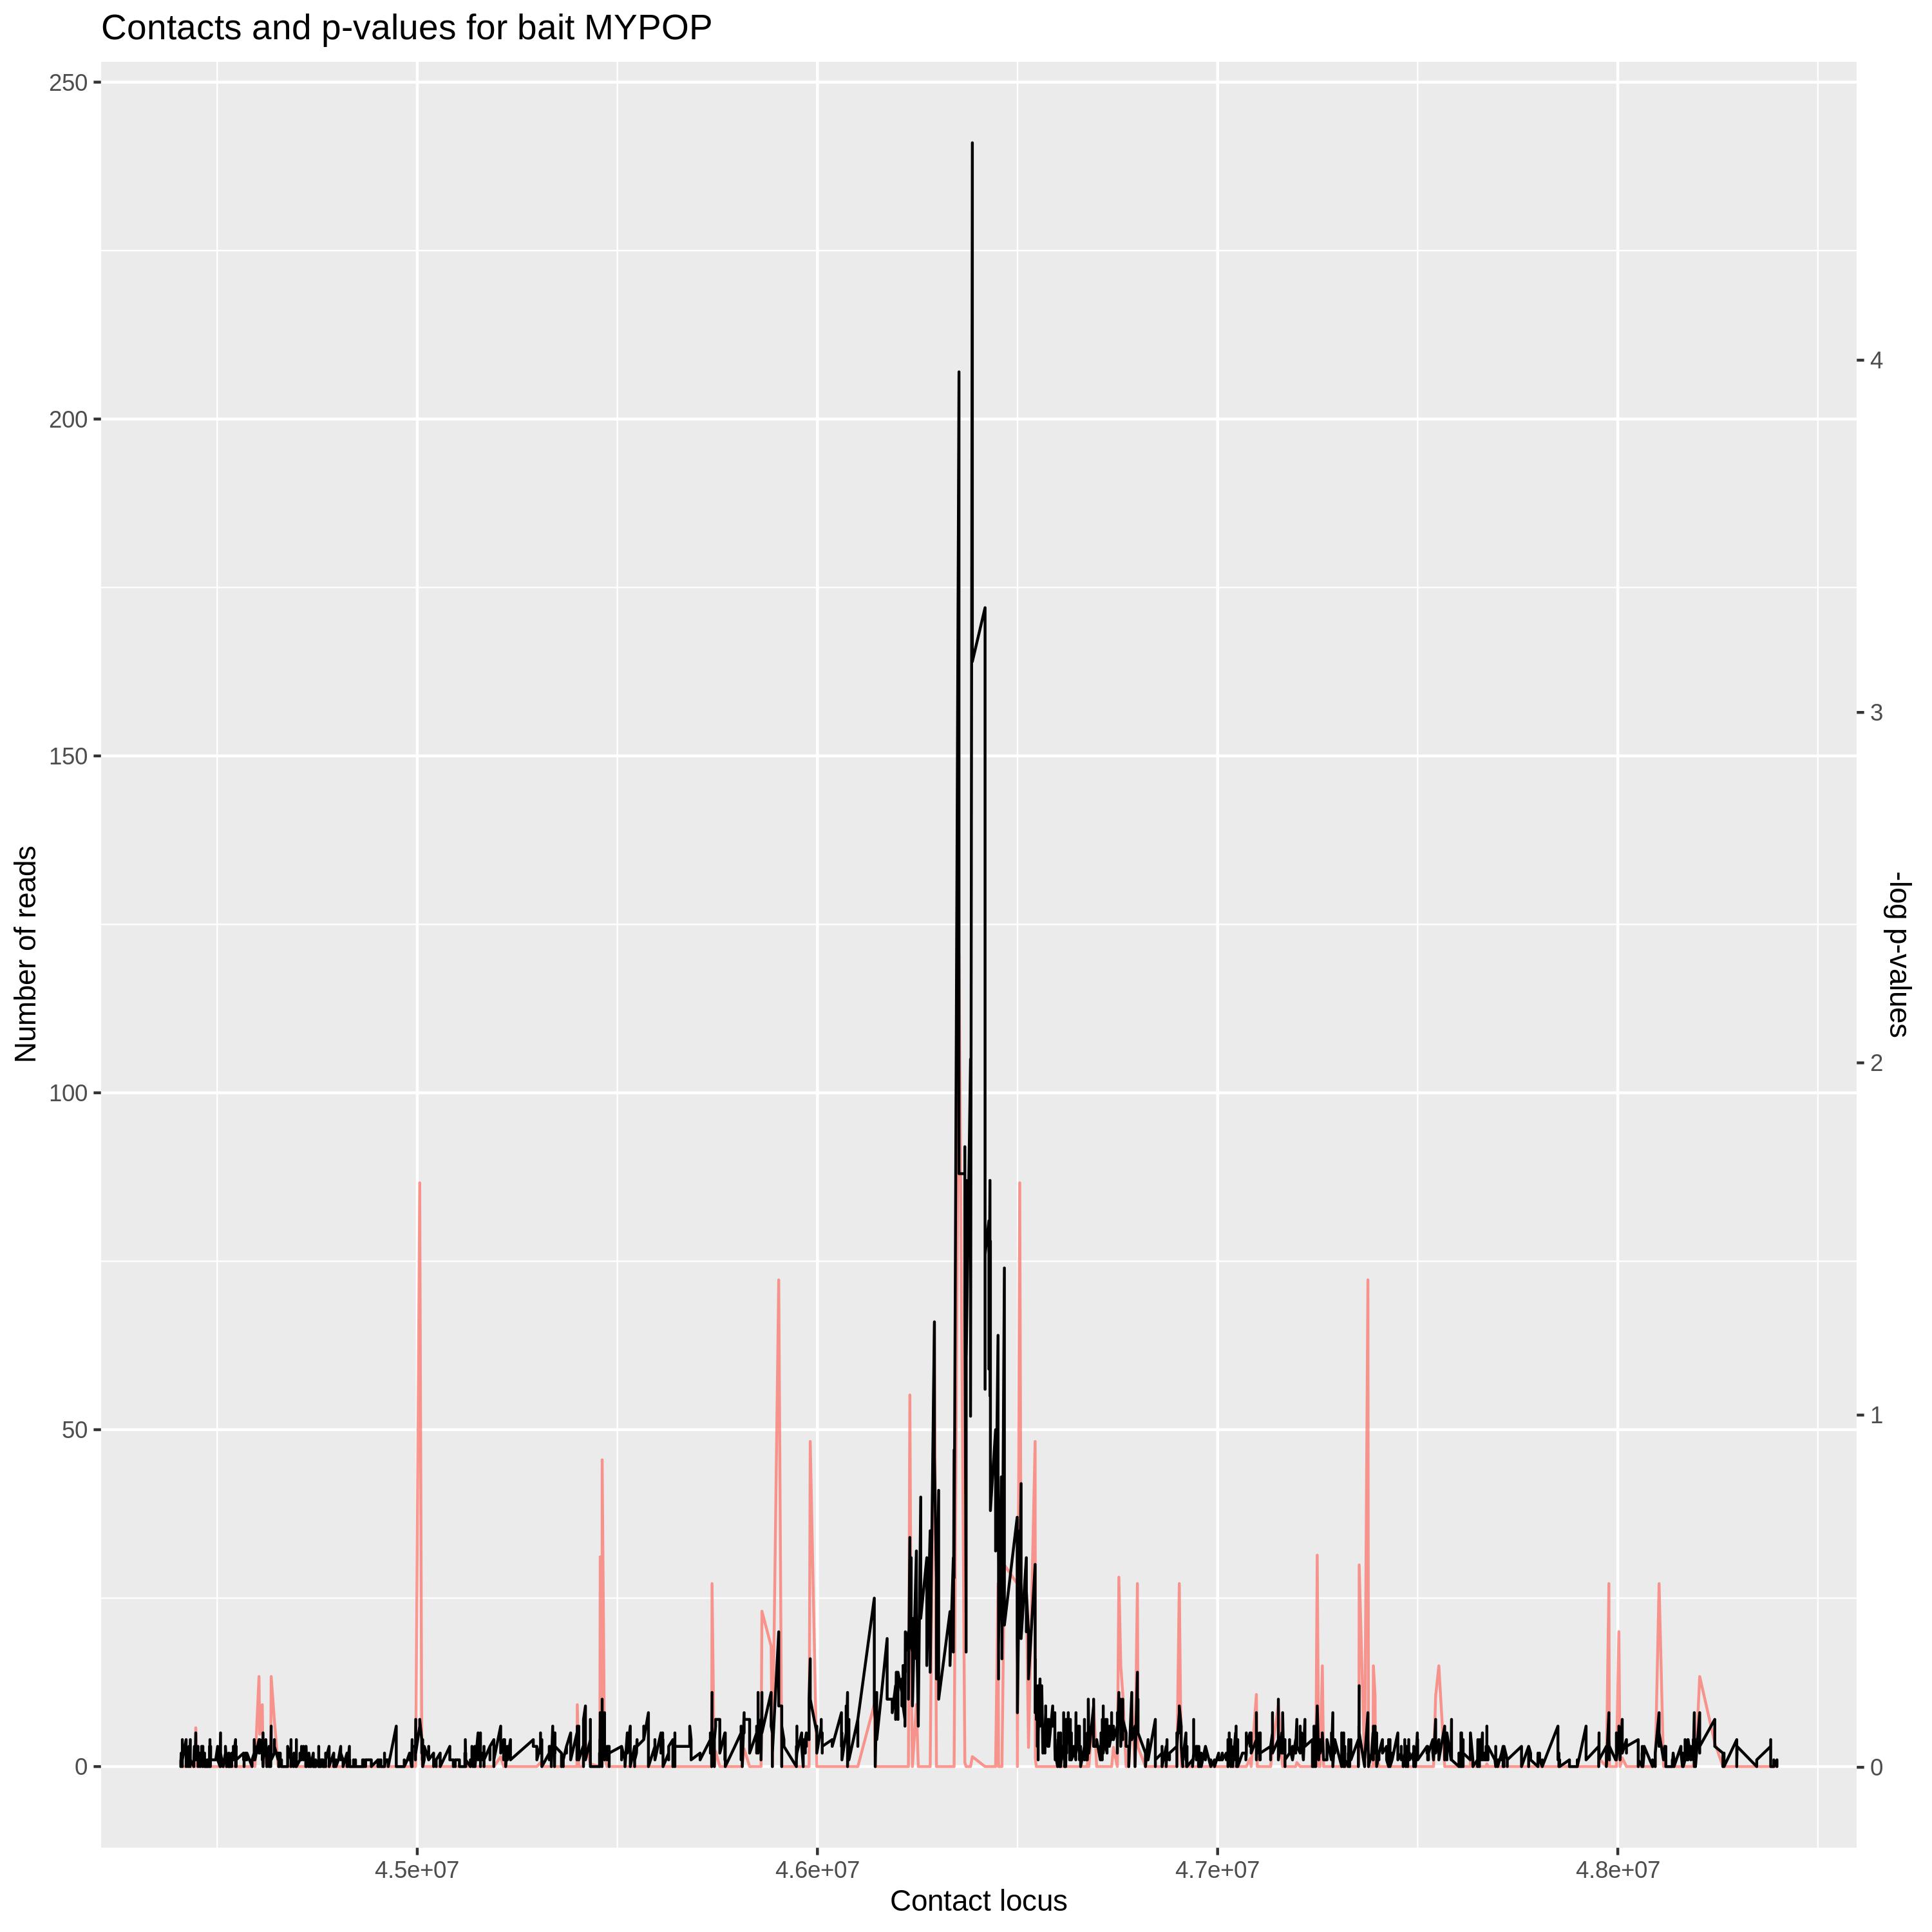 Contacts and p-values for bait MYPOP
250
200
150
100
50
0
Number of reads
4
3
2
1
0
-log p-values
4.5e+07
4.6e+07
4.7e+07
4.8e+07
Contact locus